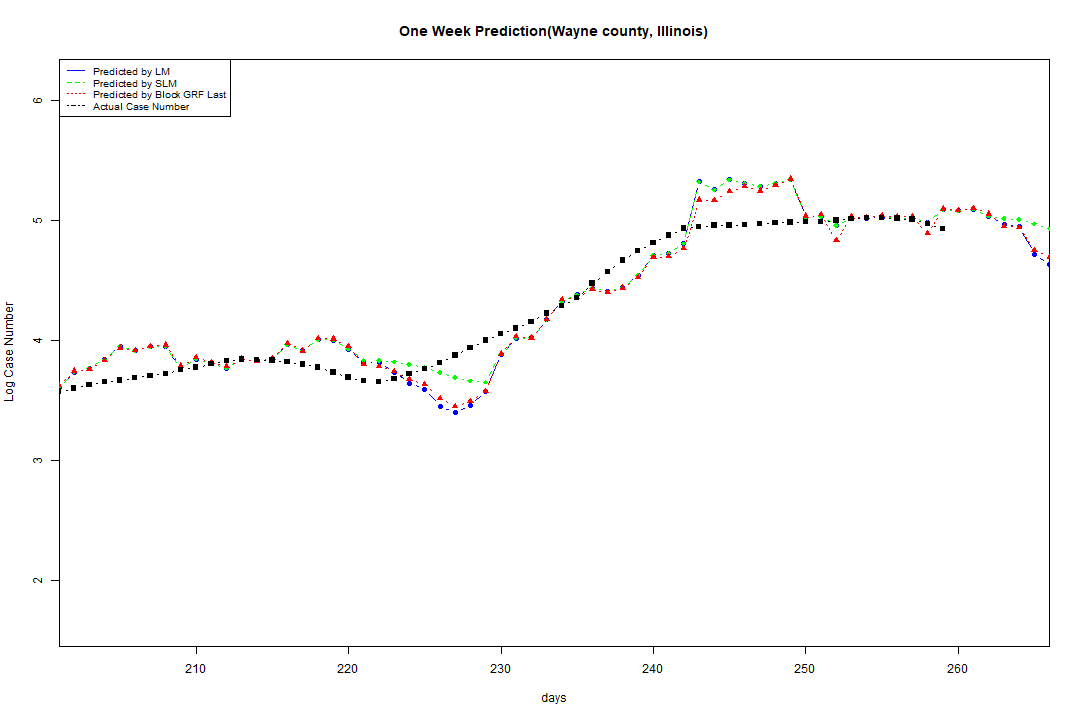 One Week Prediction(Wayne county, Illinois)
Predicted by LM
Predicted by SLM
Predicted by Block GRF Last
Actual Case Number
6
5
4
3
2
Log Case Number
210 220 230 240 250 260
days